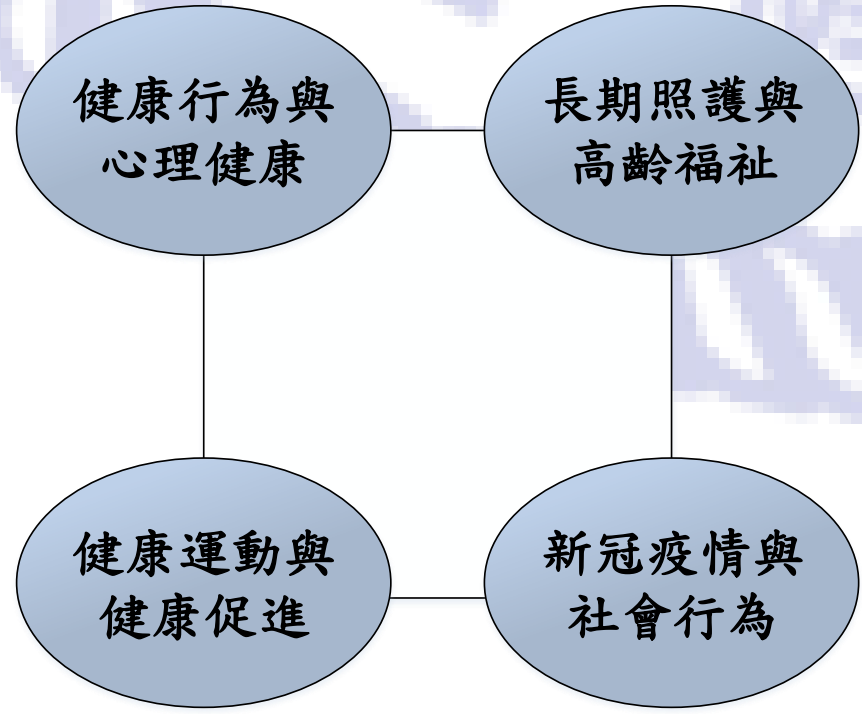 健康行為與
心理健康
長期照護與
高齡福祉
健康運動與
健康促進
新冠疫情與
社會行為